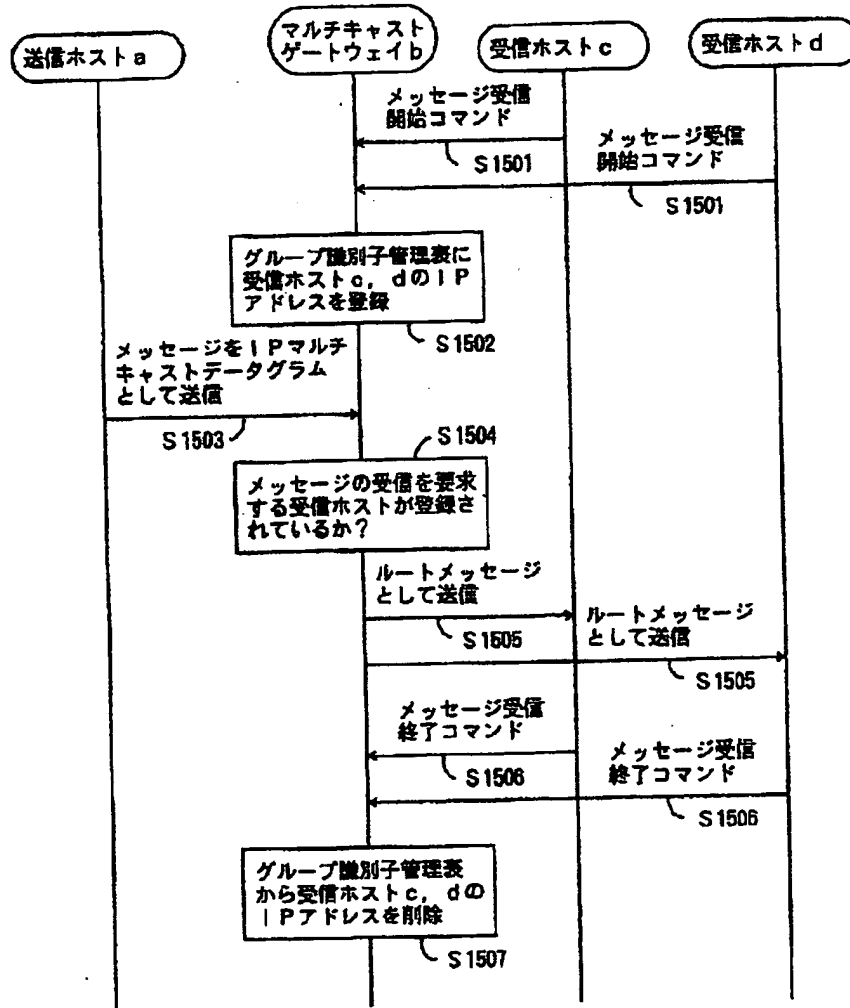 送信ホストa
マルチキャスト
ゲートウェイb
受信ホストc
受信ホストd
メッセージ受信
開始コマンド
S1501
メッセージ受信
開始コマンド
S1501
グループ識別子管理表に
受信ホストc,dのIP
アドレスを登録
S1502
メッセージをIPマルチ
キャストデータグラム
として送信
S1503
S1504
メッセージの受信を要求
する受信ホストが登録さ
れているか?
ルートメッセージ
として送信
S1505
ルートメッセージ
として送信
S1505
メッセージ受信
終了コマンド
S1506
メッセージ受信
終了コマンド
S1506
グループ識別子管理表
から受信ホストc,dの
IPアドレスを削除
S1507